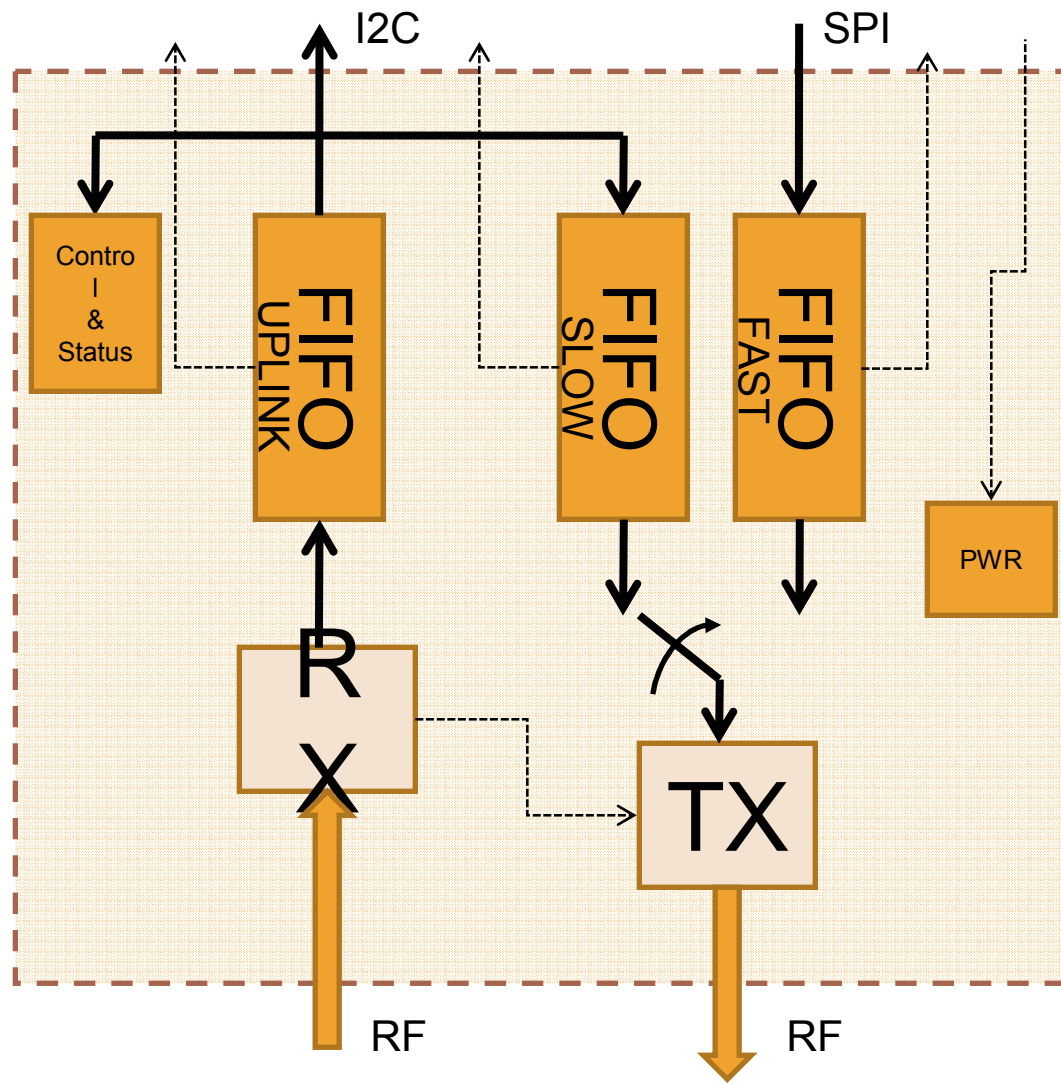 I2C
SPI
Contro
l
&
Status
FIFO
UPLINK
FIFO
SLOW
FIFO
FAST
PWR
R
X
TX
RF
RF